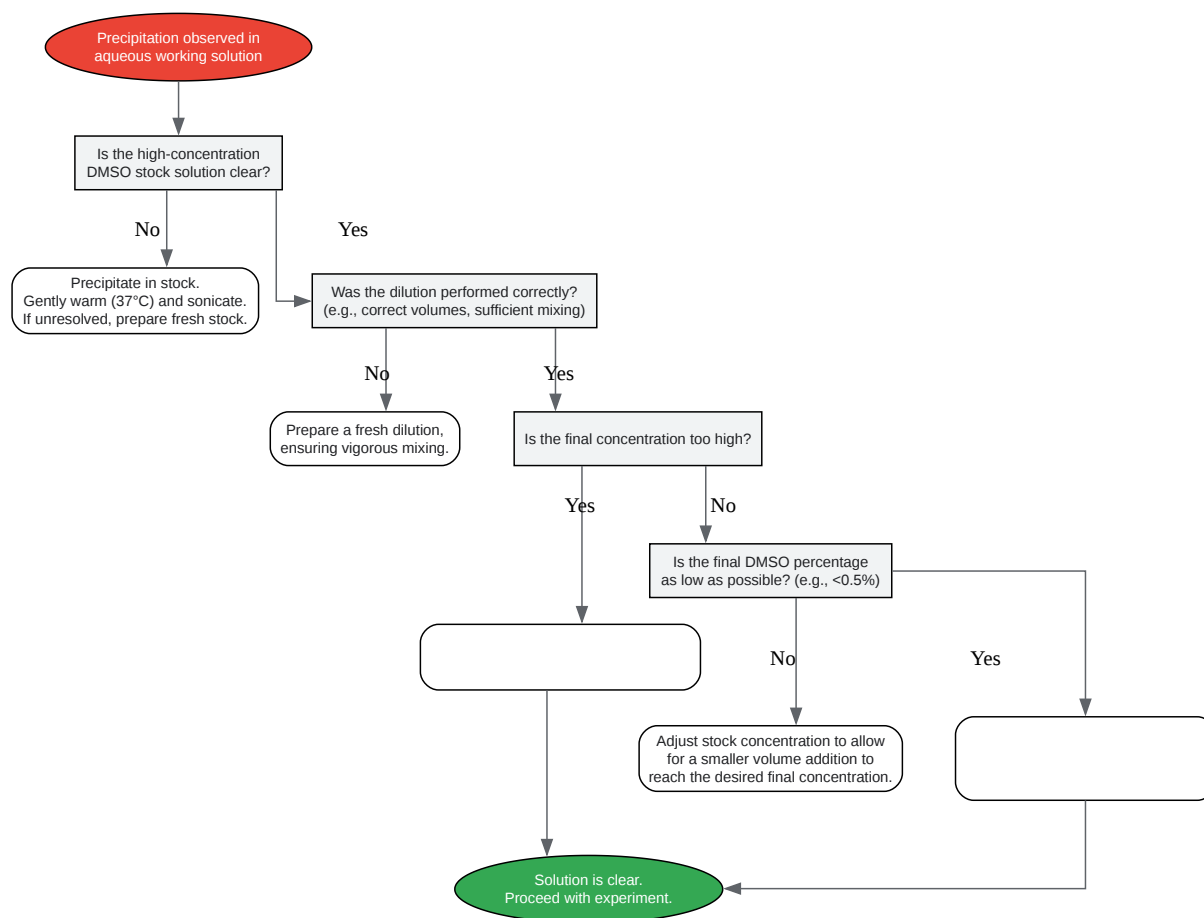 Precipitation observed in
aqueous working solution
Is the high-concentration
DMSO stock solution clear?
No
Yes
Precipitate in stock.
Gently warm (37°C) and sonicate.
If unresolved, prepare fresh stock.
Was the dilution performed correctly?
(e.g., correct volumes, sufficient mixing)
No
Yes
Prepare a fresh dilution,
ensuring vigorous mixing.
Is the final concentration too high?
Yes
No
Is the final DMSO percentage
as low as possible? (e.g., <0.5%)
No
Yes
Adjust stock concentration to allow
for a smaller volume addition to
reach the desired final concentration.
Solution is clear.
Proceed with experiment.